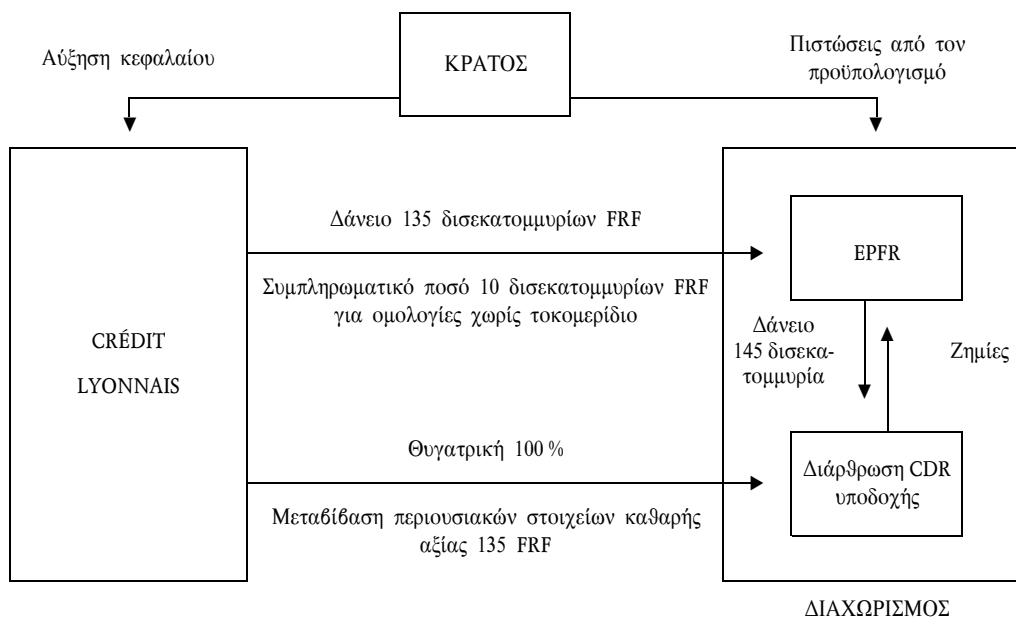 Αύξηση κεφαλαίου
ΚΡΑΤΟΣ
Πιστώσεις από τον
προϋπολογισμό
Δάνειο 135 δισεκατομμυρίων FRF
EPFR
Συμπληρωματικό ποσό 10 δισεκατομμυρίων FRF
για ομολογίες χωρίς τοκομερίδιο
CRÉDIT
LYONNAIS
Δάνειο
145 δισεκα-
τομμυρία
Ζημίες
Θυγατρική 100 %
Διάρθρωση CDR
υποδοχής
Μεταβίβαση περιουσιακών στοιχείων καθαρής
αξίας 135 FRF
ΔΙΑΧΩΡΙΣΜΟΣ